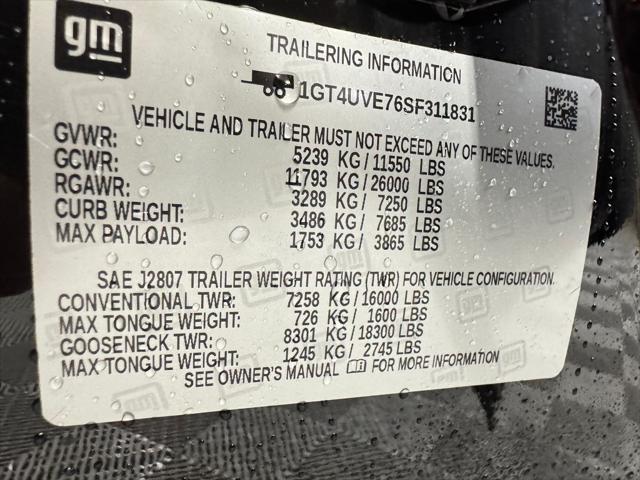 gm
TRAILERING INFORMATION
1GT4UVE76SF311831
VEHICLE AND TRAILER MUST NOT EXCEED ANY OF THESE VALUES.
GVWR: 5239 KG / 11550 LBS
GCWR: 11793 KG / 26000 LBS
RGAWR: 3289 KG / 7250 LBS
CURB WEIGHT: 3486 KG / 7685 LBS
MAX PAYLOAD: 1753 KG / 3865 LBS
SAE J2807 TRAILER WEIGHT RATING (TWR) FOR VEHICLE CONFIGURATION.
CONVENTIONAL TWR: 7258 KG / 16000 LBS
MAX TONGUE WEIGHT: 726 KG / 1600 LBS
GOOSENECK TWR: 8301 KG / 18300 LBS
MAX TONGUE WEIGHT: 1245 KG / 2745 LBS
SEE OWNER'S MANUAL FOR MORE INFORMATION